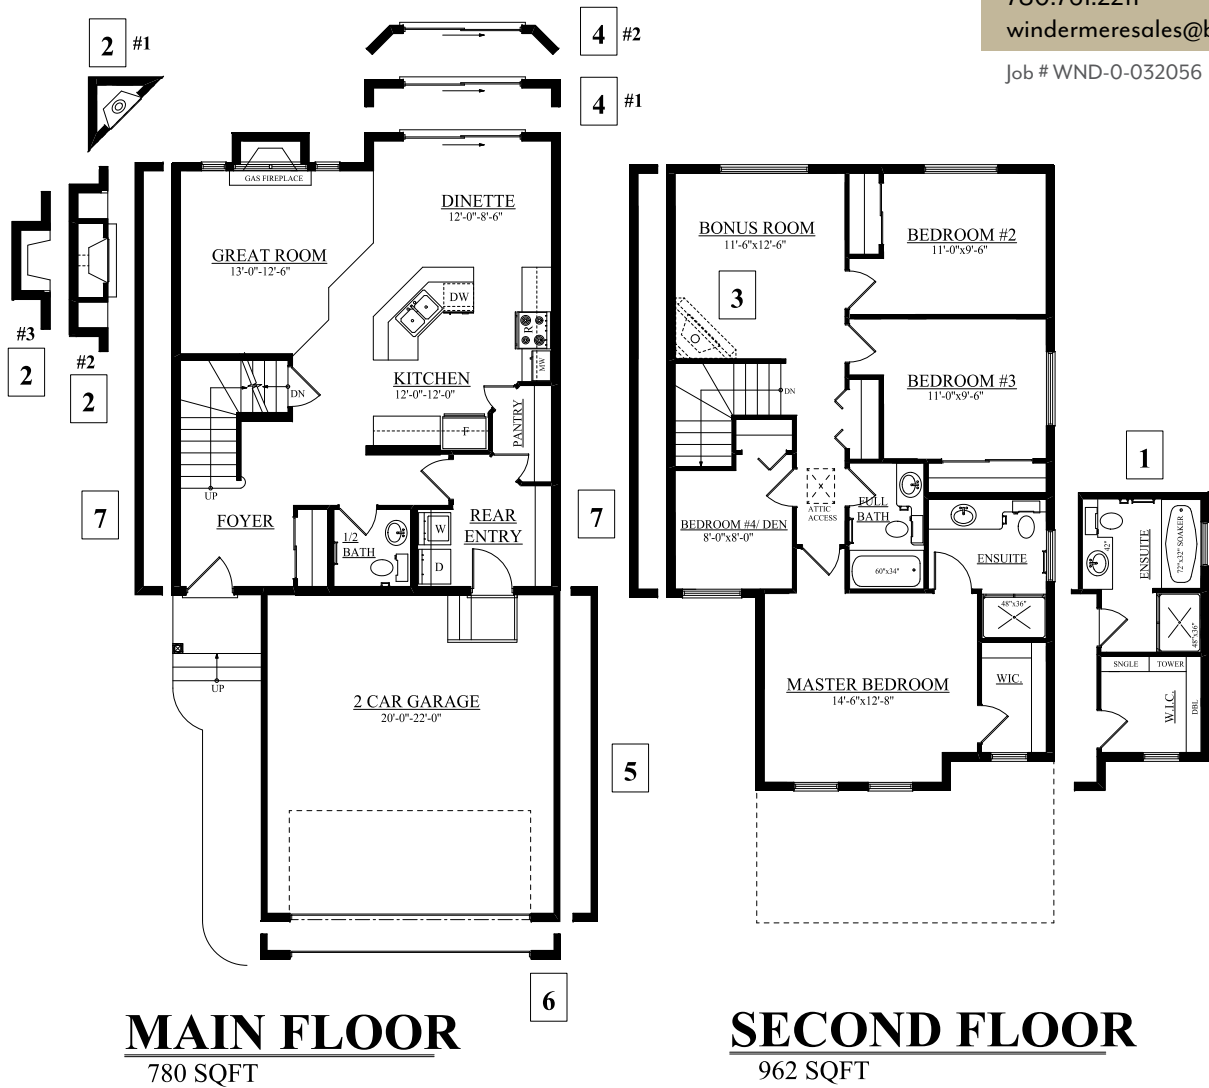 780.701.2211
windermeresales@b
Job # WND-0-032056
2 #1
4 #2
4 #1
GAS FIREPLACE
DINETTE
12'-0"-8'-6"
GREAT ROOM
13'-0"-12'-6"
DW
R
MW
#3
2
#2
2
KITCHEN
12'-0"-12'-0"
DN
F
PANTRY
UP
7
FOYER
1/2
BATH
W
D
REAR
ENTRY
7
UP
2 CAR GARAGE
20'-0"-22'-0"
5
6
MAIN FLOOR
780 SQFT
BONUS ROOM
11'-6"x12'-6"
BEDROOM #2
11'-0"x9'-6"
3
BEDROOM #3
11'-0"x9'-6"
DN
BEDROOM #4/ DEN
8'-0"x8'-0"
ATTIC
ACCESS
FULL
BATH
60"x34"
ENSUITE
48"x36"
MASTER BEDROOM
14'-6"x12'-8"
WIC.
1
42"
ENSUITE
72"x32" SOAKER
48"x36"
SNGLE TOWER
W.I.C.
DBL
SECOND FLOOR
962 SQFT